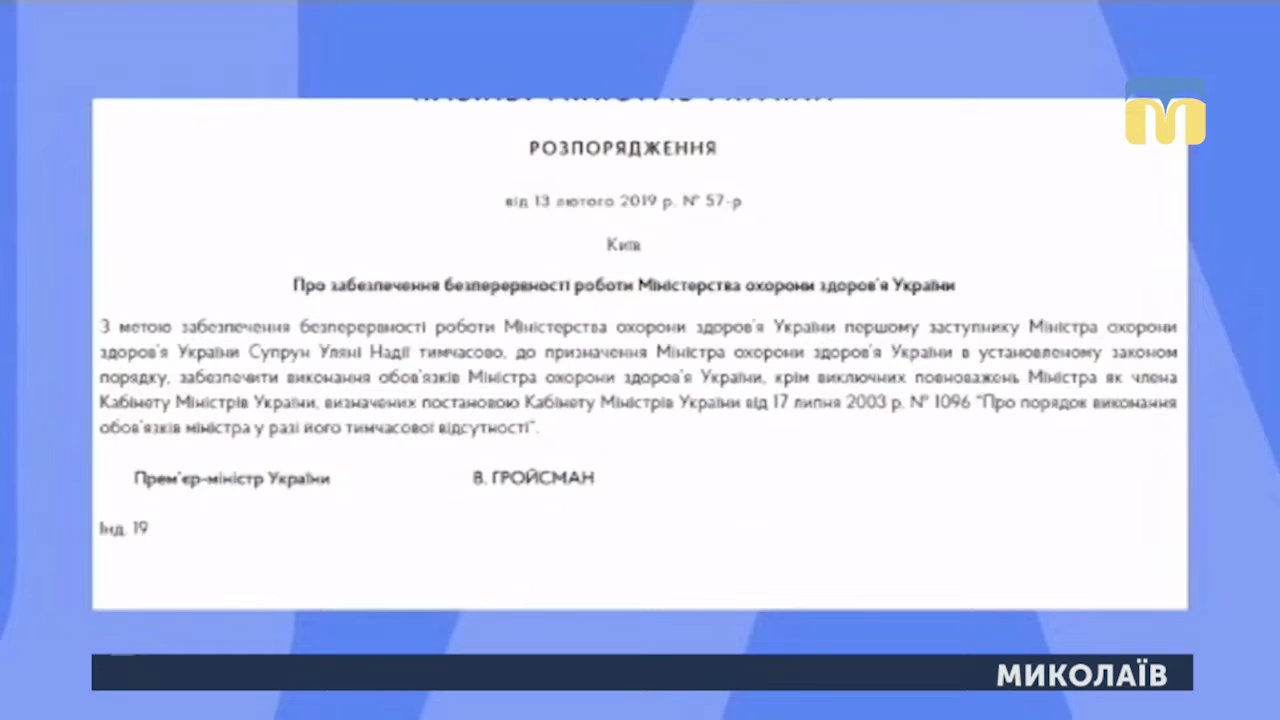 РОЗПОРЯДЖЕННЯ
від 13 лютого 2019 р. № 57-р
Київ
Про забезпечення безперервності роботи Міністерства охорони здоров'я України
З метою забезпечення безперервності роботи Міністерства охорони здоров'я України першому заступнику Міністра охорони
здоров'я України Супрун Уляні Надії тимчасово, до призначення Міністра охорони здоров'я України в установленому законом
порядку, забезпечити виконання обов'язків Міністра охорони здоров'я України, крім виключних повноважень Міністра як члена
Кабінету Міністрів України, визначених постановою Кабінету Міністрів України від 17 липня 2003 р. № 1096 "Про порядок виконання
обов'язків міністра у разі його тимчасової відсутності".
Прем'єр-міністр України В. ГРОЙСМАН
Інд. 19
МИКОЛАЇВ